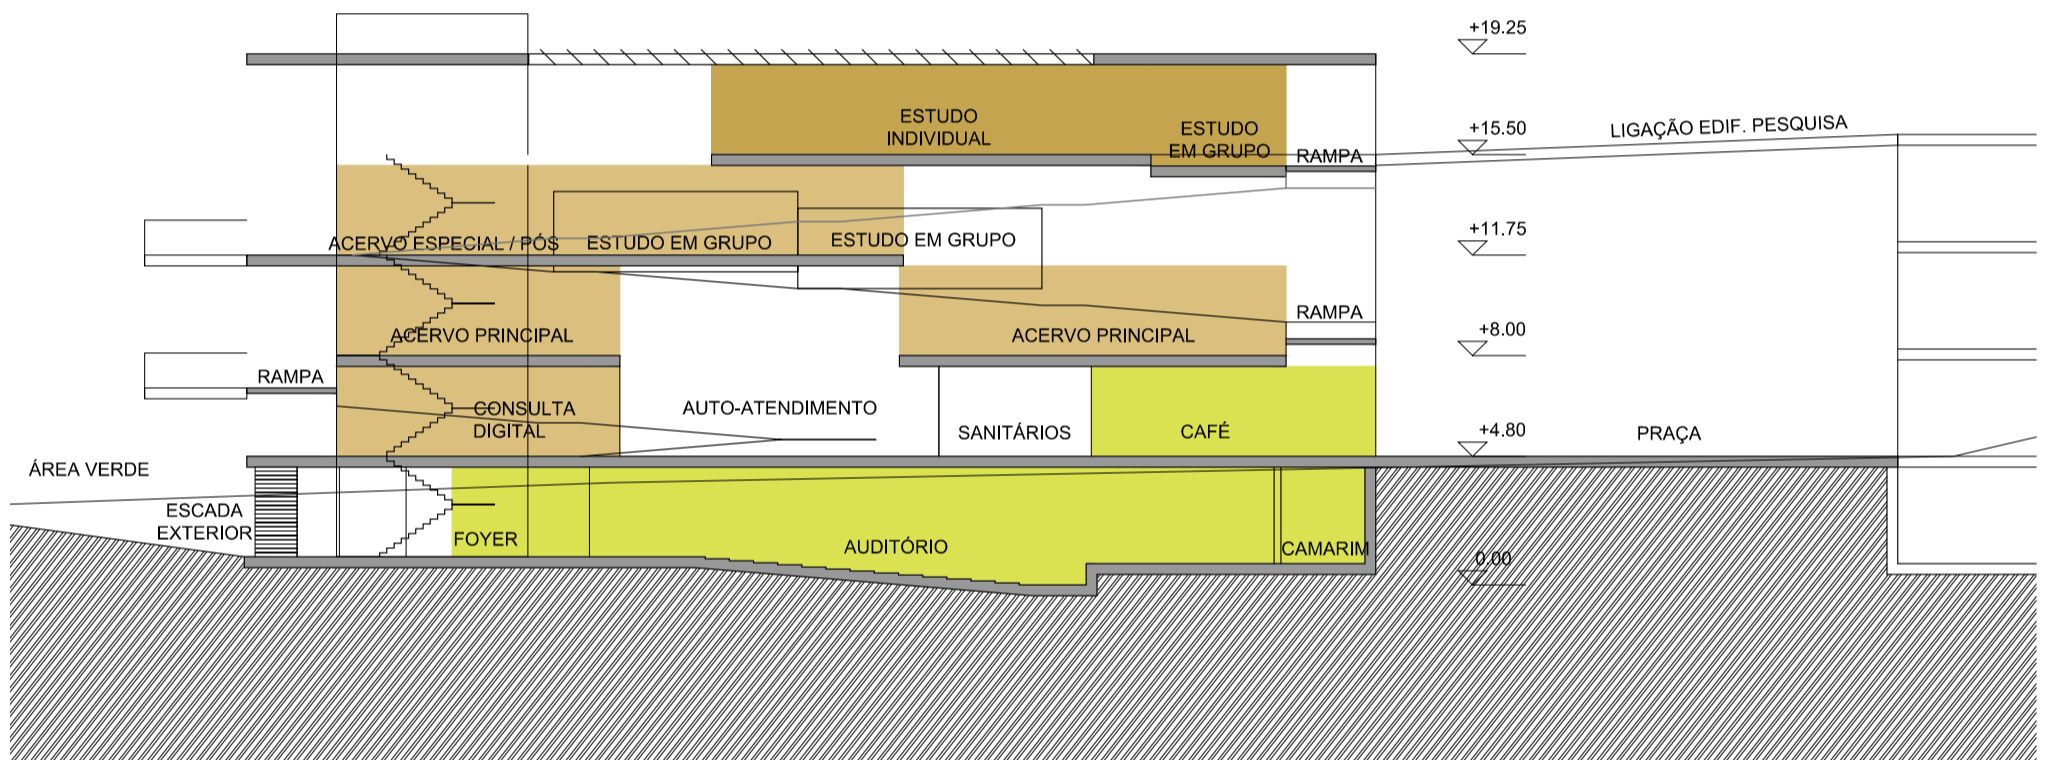 +19.25
ESTUDO
INDIVIDUAL
ESTUDO
EM GRUPO
RAMPA
+15.50
LIGAÇÃO EDIF. PESQUISA
ACERVO ESPECIAL / PÓS
ESTUDO EM GRUPO
ESTUDO EM GRUPO
+11.75
ACERVO PRINCIPAL
ACERVO PRINCIPAL
RAMPA
+8.00
RAMPA
CONSULTA
DIGITAL
AUTO-ATENDIMENTO
SANITÁRIOS
CAFÉ
+4.80
PRAÇA
ÁREA VERDE
ESCADA
EXTERIOR
FOYER
AUDITÓRIO
CAMARIM
0.00